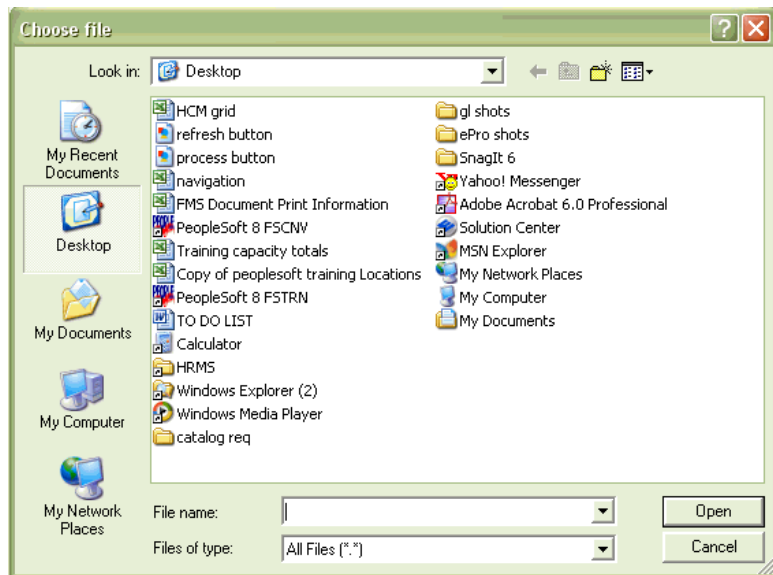 Choose file
Look in: Desktop
My Recent
Documents
Desktop
My Documents
My Computer
My Network
Places
HCM grid
refresh button
process button
navigation
FMS Document Print Information
PeopleSoft 8 FSCNV
Training capacity totals
Copy of peoplesoft training Locations
PeopleSoft 8 FSTRN
TO DO LIST
Calculator
HRMS
Windows Explorer (2)
Windows Media Player
catalog req
gl shots
ePro shots
SnagIt 6
Yahoo! Messenger
Adobe Acrobat 6.0 Professional
Solution Center
MSN Explorer
My Network Places
My Computer
My Documents
File name:
Open
Files of type: All Files (*.*)
Cancel